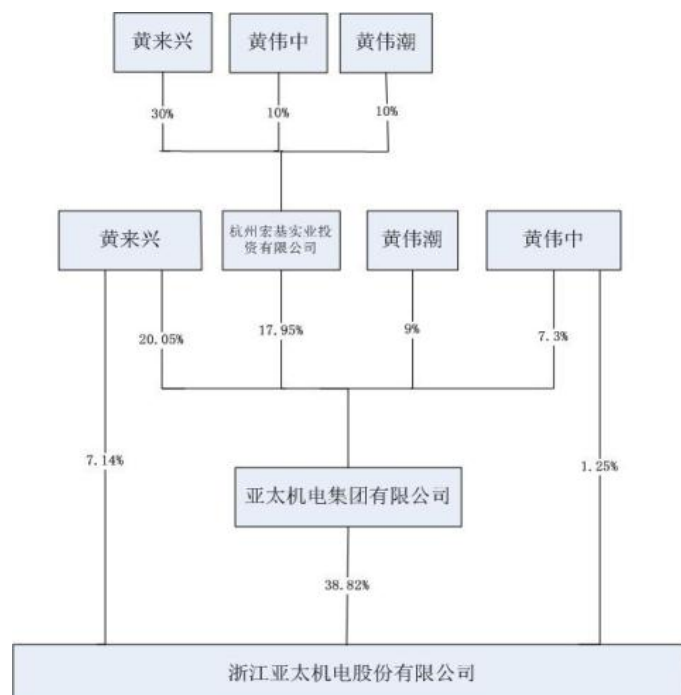 黄来兴
黄伟中
黄伟潮
30%
10%
10%
黄来兴
杭州宏基实业投
资有限公司
黄伟潮
黄伟中
20.05%
17.95%
9%
7.3%
7.14%
1.25%
亚太机电集团有限公司
38.82%
浙江亚太机电股份有限公司